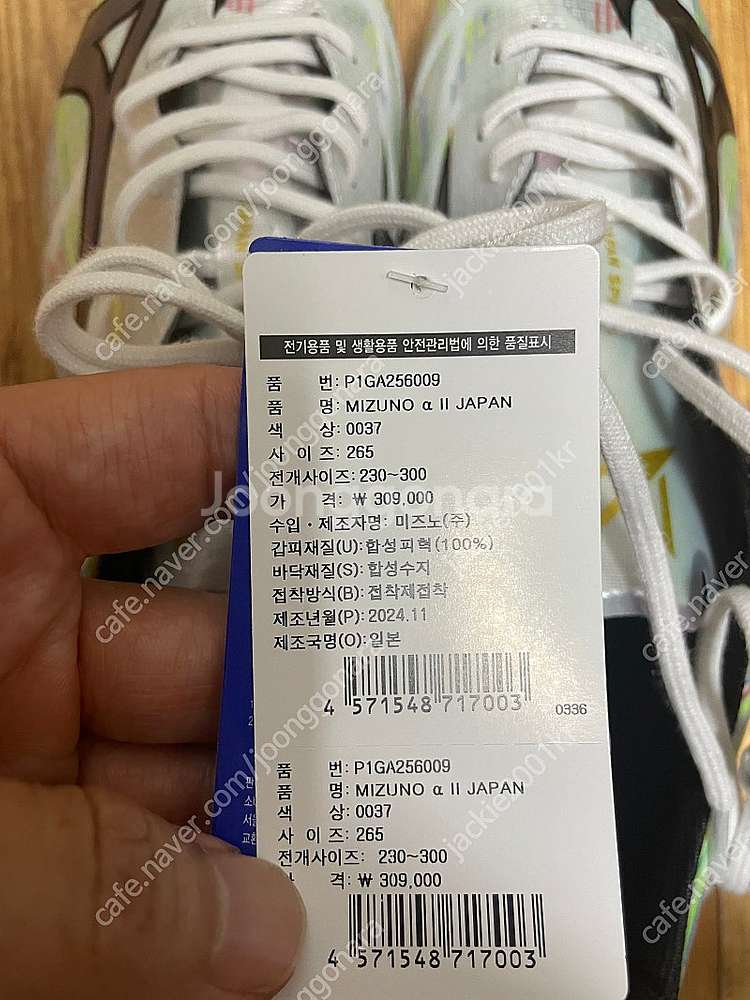 전기용품 및 생활용품 안전관리법에 의한 품질표시
품 번: P1GA256009
품 명: MIZUNO α II JAPAN
색 상: 0037
사 이 즈: 265
전개사이즈: 230~300
가 격: ₩ 309,000
수입 · 제조자명: 미즈노(주)
갑피재질(U): 합성피혁(100%)
바닥재질(S): 합성수지
접착방식(B): 접착제접착
제조년월(P): 2024.11
제조국명(O): 일본
4 571548 717003
0336
품 번: P1GA256009
품 명: MIZUNO α II JAPAN
색 상: 0037
사 이 즈: 265
전개사이즈: 230~300
격: ₩ 309,000
4 571548 717003
Joonggonara
cafe.naver.com/joonggonara
jackie1001kr